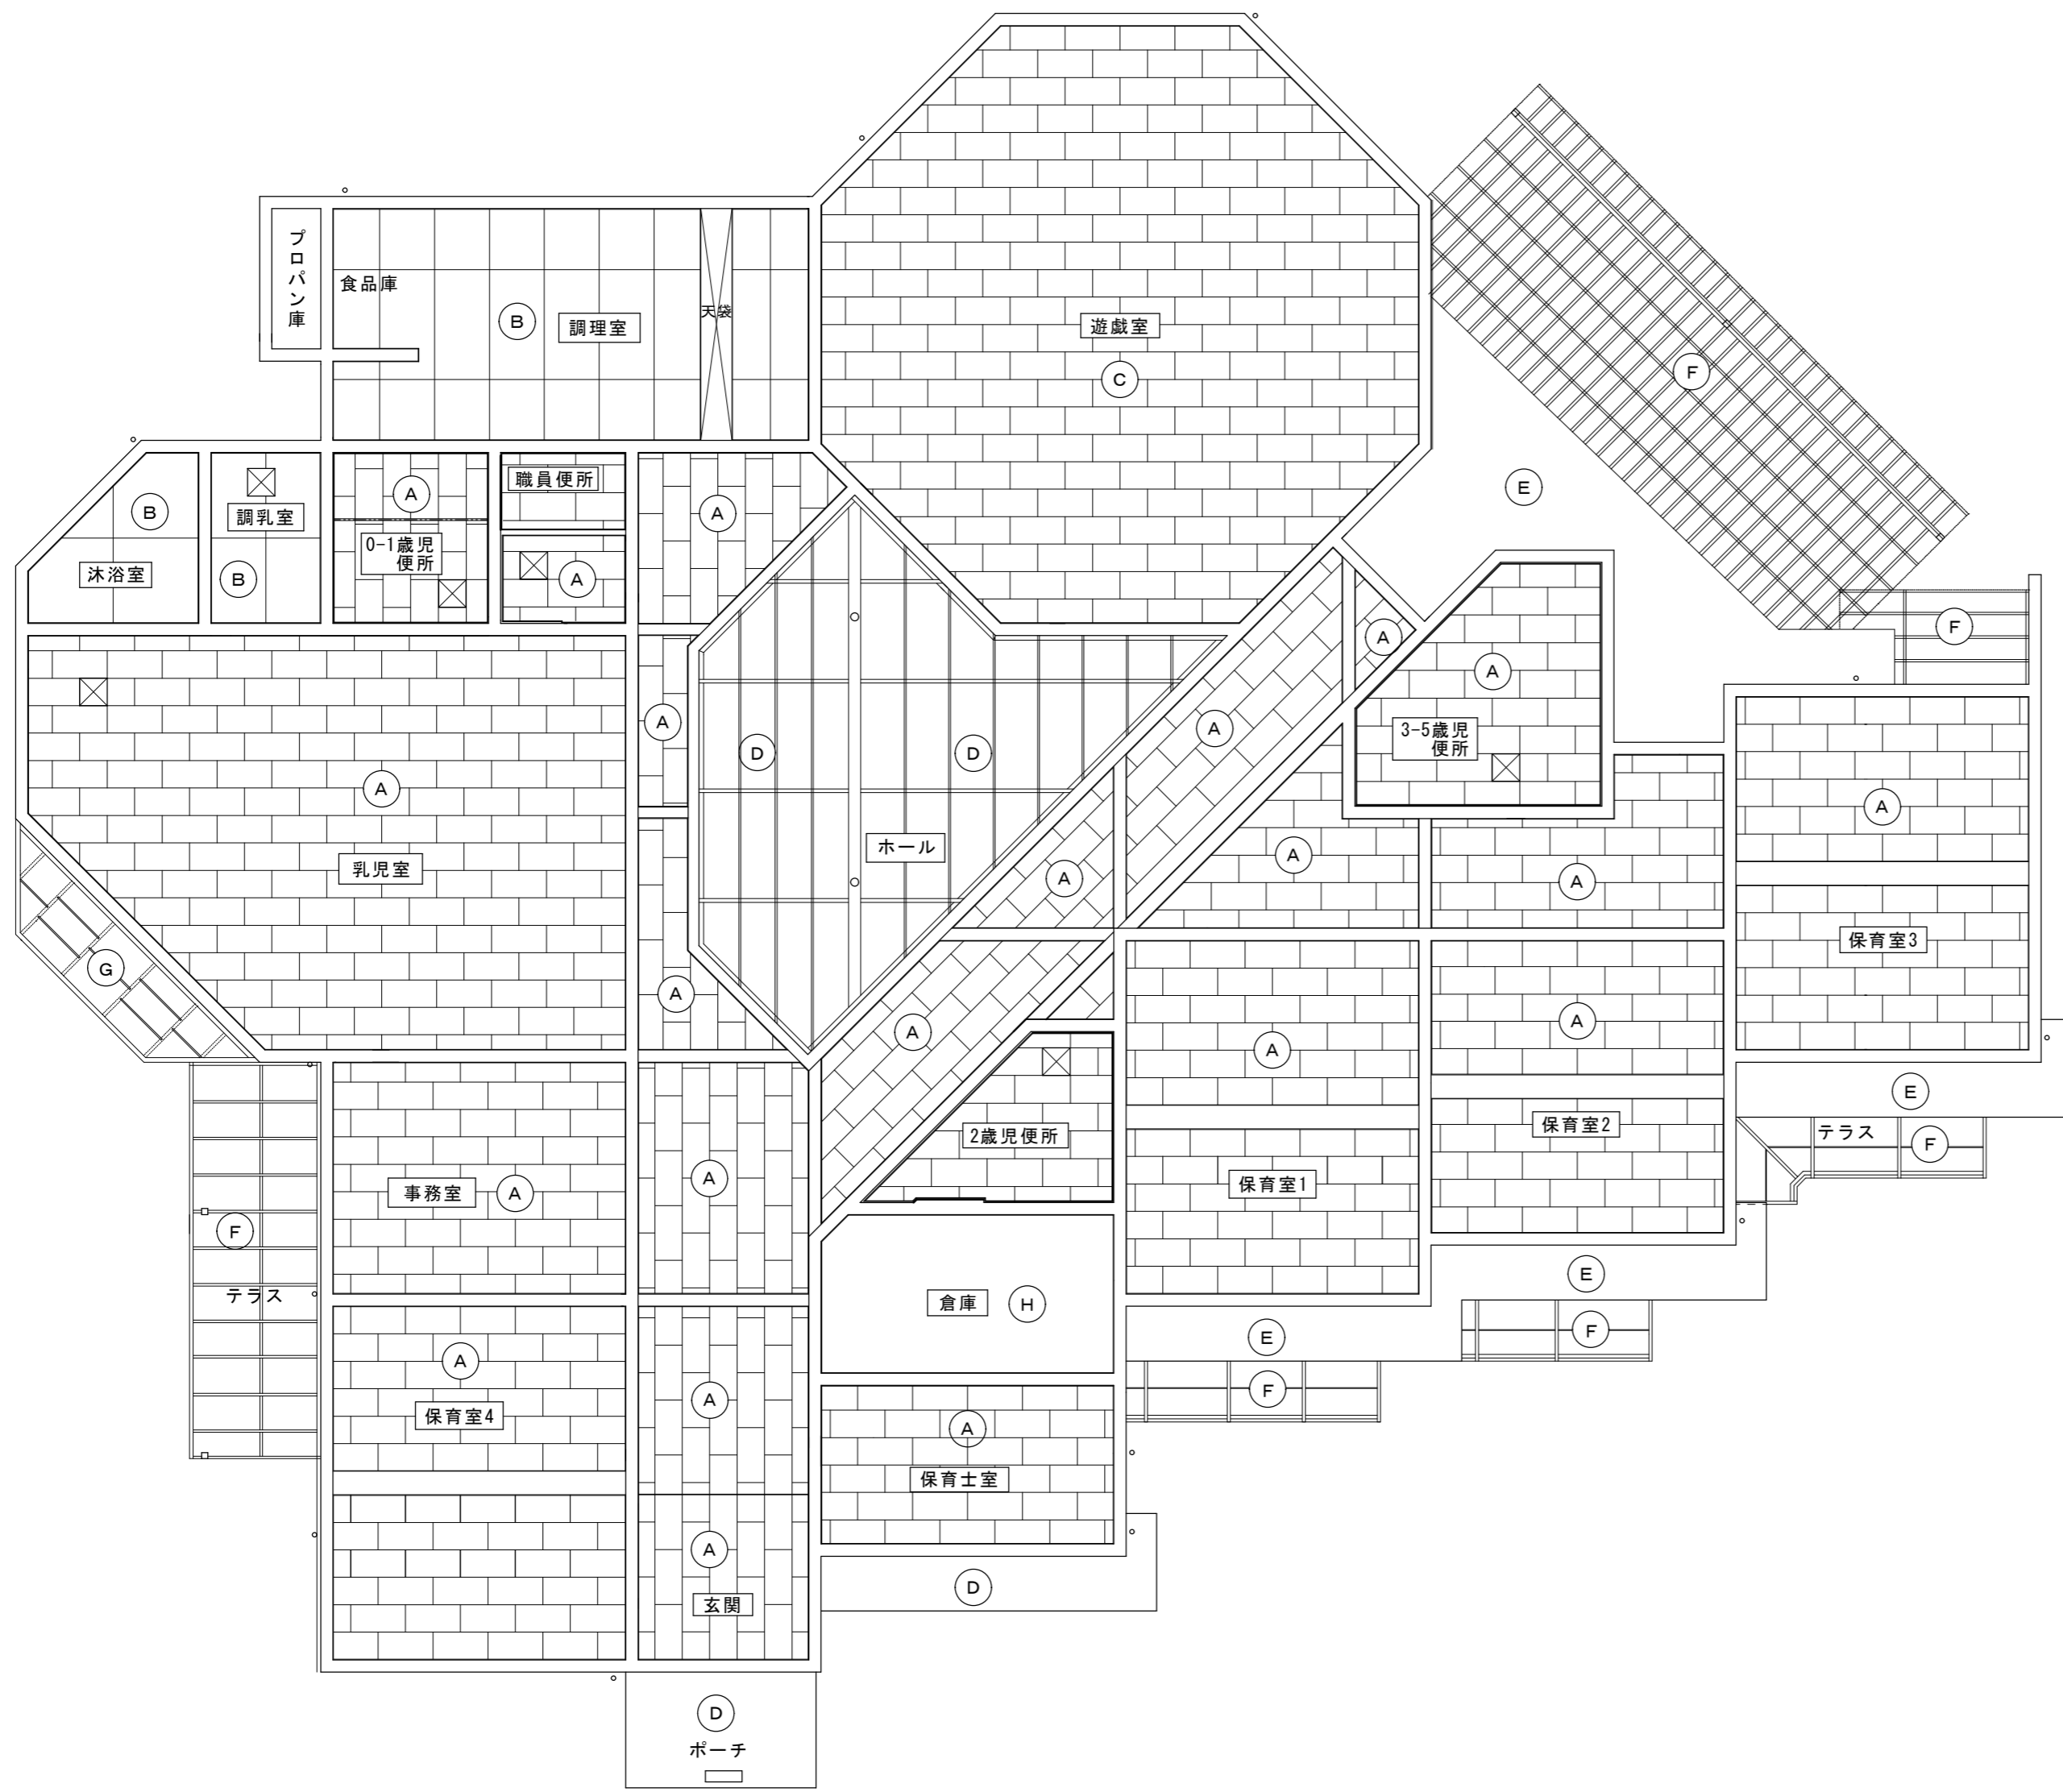 プロパン庫
食品庫
B
調理室
天袋
遊戯室
C
F
E
職員便所
A
A
B
調乳室
0-1歳児
便所
A
沐浴室
B
A
F
A
3-5歳児
便所
A
A
D
D
A
A
ホール
A
乳児室
A
A
A
保育室3
G
A
A
A
A
E
テラス
F
保育室2
2歳児便所
保育室1
A
事務室
A
F
テラス
E
倉庫
H
E
F
A
F
A
保育室4
A
保育士室
A
玄関
D
D
ポーチ